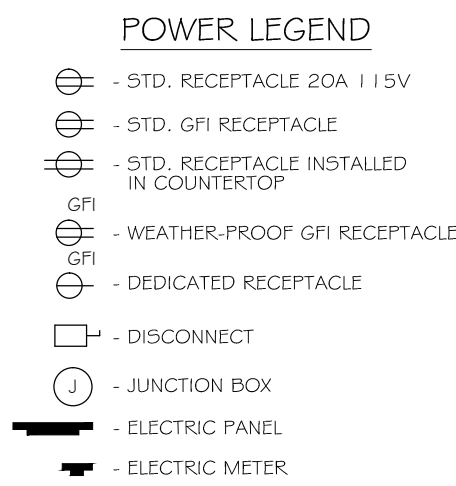 POWER LEGEND
- STD. RECEPTACLE 20A 115V
- STD. GFI RECEPTACLE
- STD. RECEPTACLE INSTALLED
IN COUNTERTOP
GFI
- WEATHER-PROOF GFI RECEPTACLE
GFI
- DEDICATED RECEPTACLE
- DISCONNECT
J - JUNCTION BOX
- ELECTRIC PANEL
- ELECTRIC METER